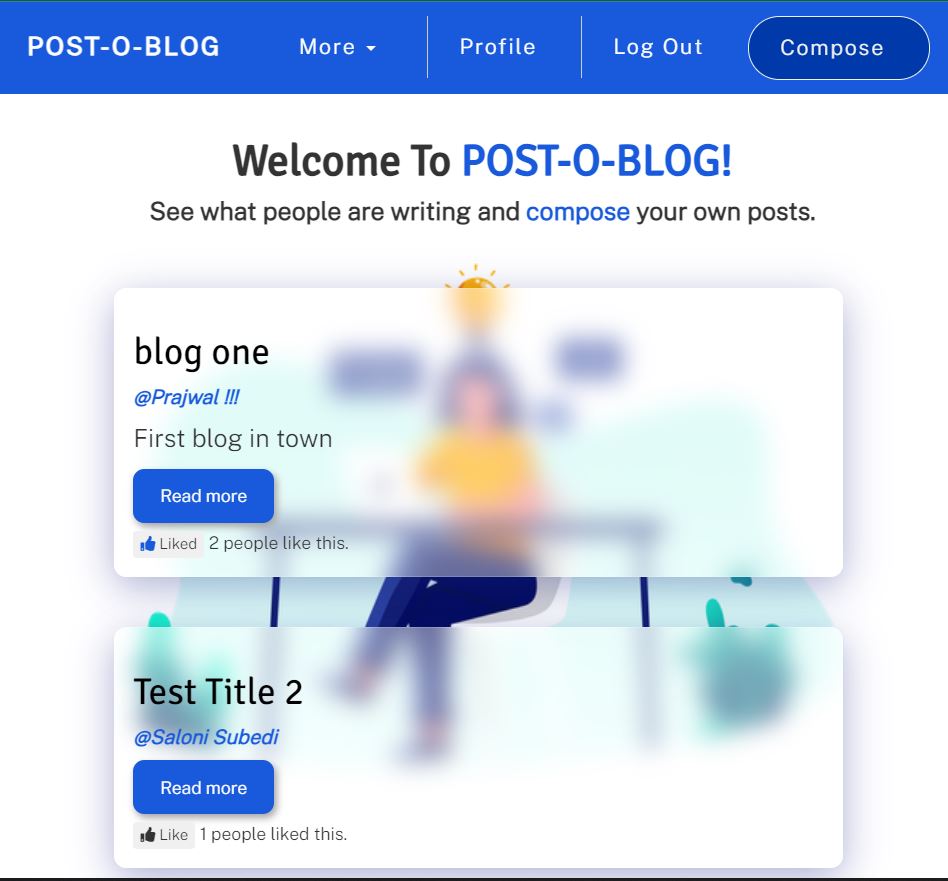 POST-O-BLOG More Profile Log Out Compose
Welcome To POST-O-BLOG!
See what people are writing and compose your own posts.
blog one
@Prajwal !!!
First blog in town
Read more
Liked 2 people like this.
Test Title 2
@Saloni Subedi
Read more
Like 1 people liked this.